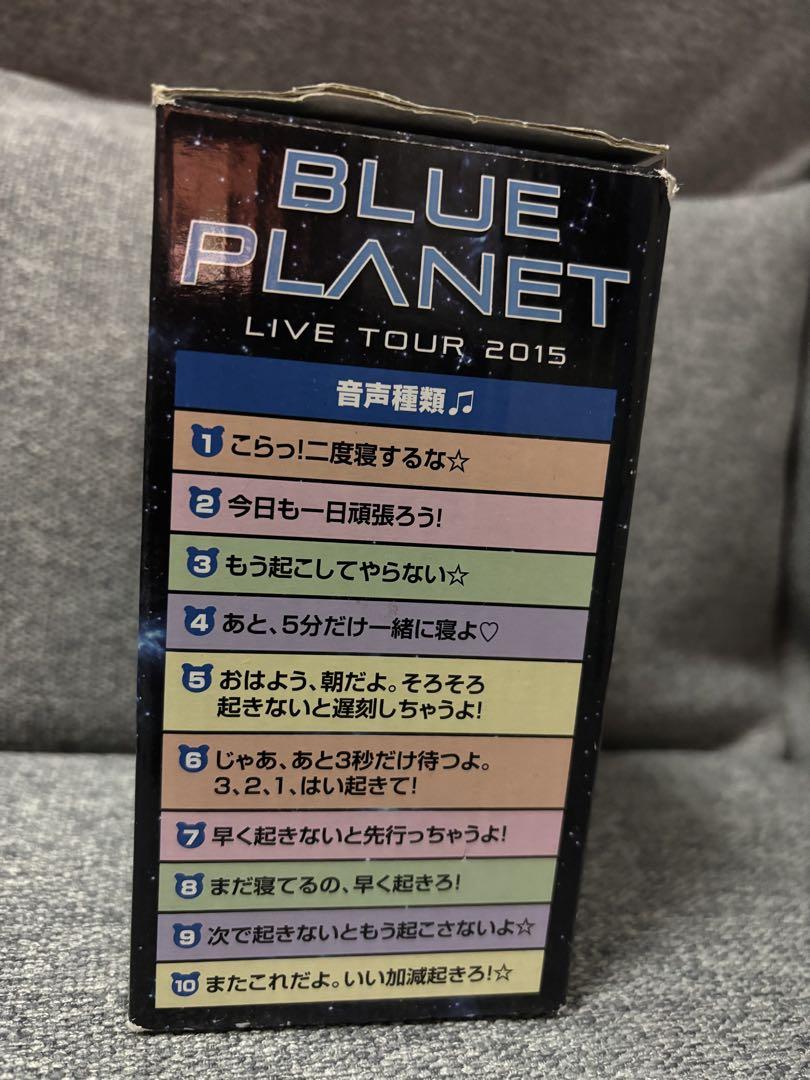 BLUE
PLANET
LIVE TOUR 2015
音声種類♫
1 こらっ!二度寝するな☆
2 今日も一日頑張ろう!
3 もう起こしてやらない☆
4 あと、5分だけ一緒に寝よ♡
5 おはよう、朝だよ。そろそろ
起きないと遅刻しちゃうよ!
6 じゃあ、あと3秒だけ待つよ。
3、2、1、はい起きて!
7 早く起きないと先行っちゃうよ!
8 まだ寝てるの、早く起きろ!
9 次で起きないともう起こさないよ☆
10 またこれだよ。いい加減起きろ!☆